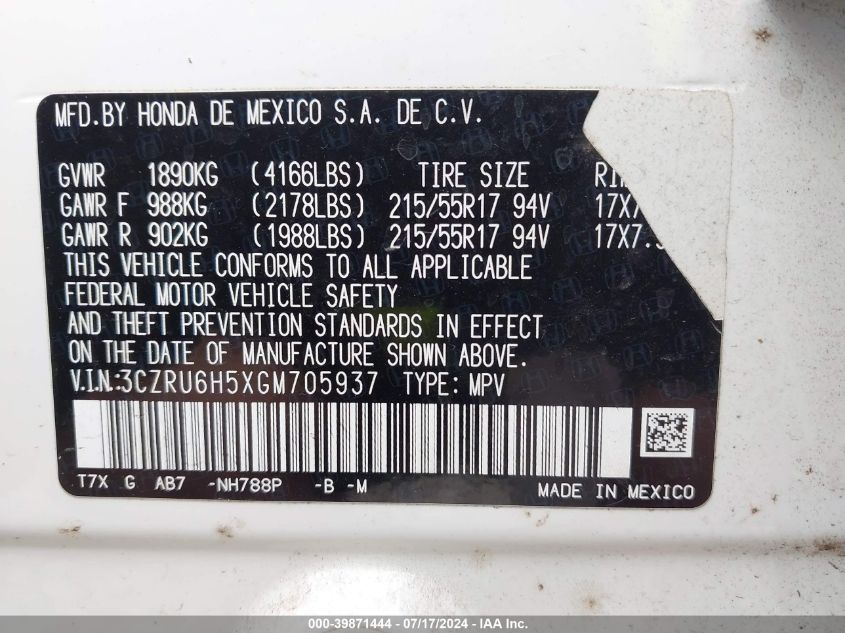 MFD.BY HONDA DE MEXICO S.A. DE C.V.
GVWR 1890KG (4166LBS) TIRE SIZE
GAWR F 988KG (2178LBS) 215/55R17 94V 17X7
GAWR R 902KG (1988LBS) 215/55R17 94V 17X7.
THIS VEHICLE CONFORMS TO ALL APPLICABLE
FEDERAL MOTOR VEHICLE SAFETY
AND THEFT PREVENTION STANDARDS IN EFFECT
ON THE DATE OF MANUFACTURE SHOWN ABOVE.
V.I.N.:3CZRU6H5XGM705937 TYPE: MPV
T7X G AB7 -NH788P -B -M MADE IN MEXICO
000-39871444 - 07/17/2024 - IAA Inc.